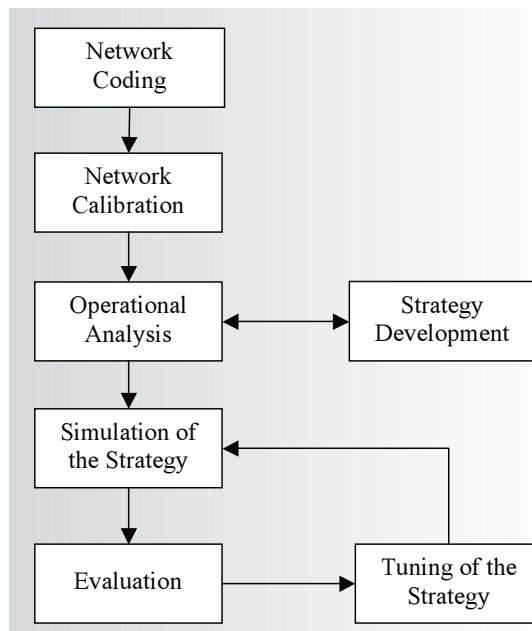 Network
Coding
Network
Calibration
Operational
Analysis
Strategy
Development
Simulation of
the Strategy
Evaluation
Tuning of the
Strategy